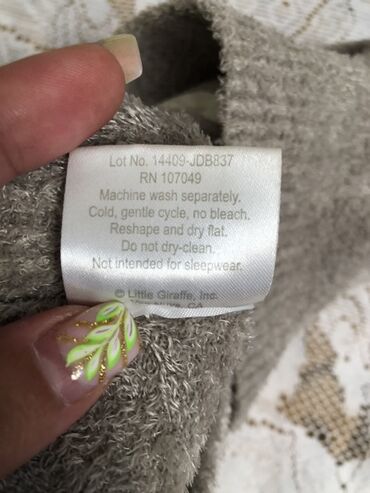 Lot No. 14409-JDB837
RN 107049
Machine wash separately.
Cold, gentle cycle, no bleach.
Reshape and dry flat.
Do not dry-clean.
Not intended for sleepwear.
© Little Giraffe, Inc.
CA